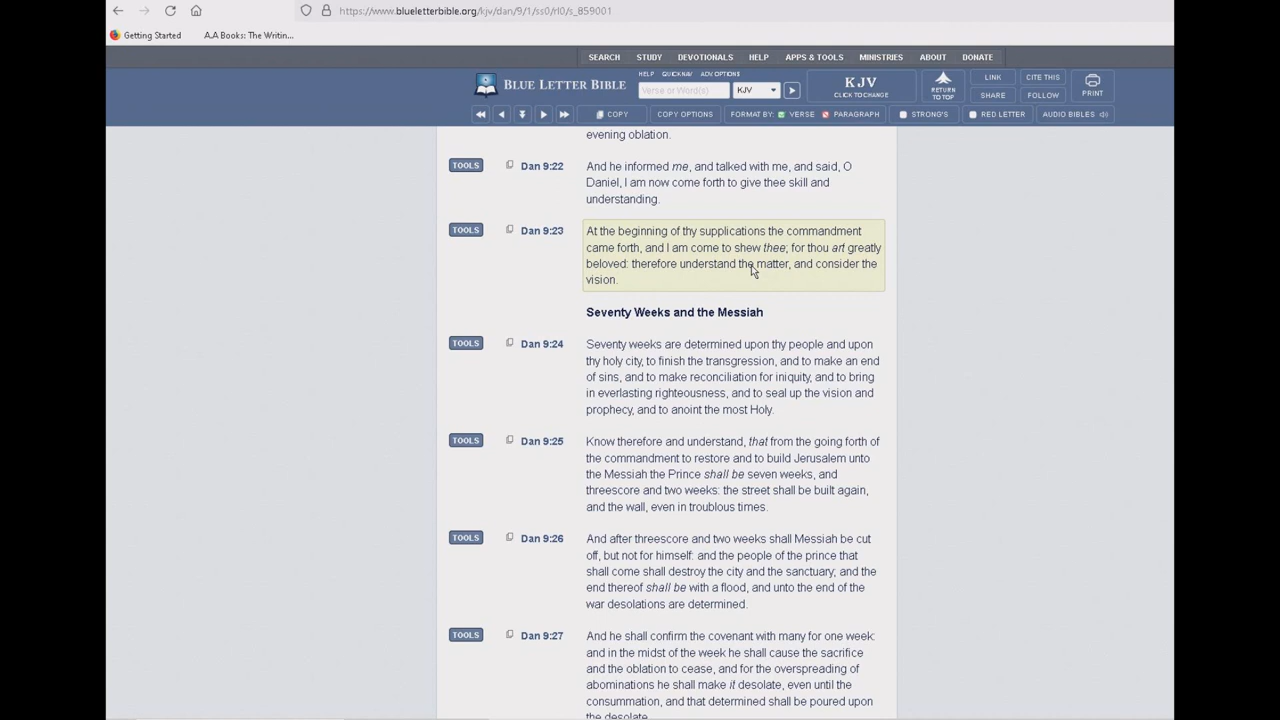 https://www.blueletterbible.org/kjv/dan/9/1/ss0/rl0/s_859001
Getting Started
A.A Books: The Writin...
SEARCH STUDY DEVOTIONALS HELP APPS & TOOLS MINISTRIES ABOUT DONATE
BLUE LETTER BIBLE
HELP QUICKNAV ADV OPTIONS
Verse or Word(s)
KJV
KJV
CLICK TO CHANGE
RETURN
TO TOP
LINK
CITE THIS
SHARE
FOLLOW
PRINT
COPY
COPY OPTIONS
FORMAT BY: VERSE PARAGRAPH
STRONG'S
RED LETTER
AUDIO BIBLES
evening oblation.
TOOLS
Dan 9:22
And he informed me, and talked with me, and said, O
Daniel, I am now come forth to give thee skill and
understanding.
TOOLS
Dan 9:23
At the beginning of thy supplications the commandment
came forth, and I am come to shew thee; for thou art greatly
beloved: therefore understand the matter, and consider the
vision.
Seventy Weeks and the Messiah
TOOLS
Dan 9:24
Seventy weeks are determined upon thy people and upon
thy holy city, to finish the transgression, and to make an end
of sins, and to make reconciliation for iniquity, and to bring
in everlasting righteousness, and to seal up the vision and
prophecy, and to anoint the most Holy.
TOOLS
Dan 9:25
Know therefore and understand, that from the going forth of
the commandment to restore and to build Jerusalem unto
the Messiah the Prince shall be seven weeks, and
threescore and two weeks: the street shall be built again,
and the wall, even in troublous times.
TOOLS
Dan 9:26
And after threescore and two weeks shall Messiah be cut
off, but not for himself: and the people of the prince that
shall come shall destroy the city and the sanctuary; and the
end thereof shall be with a flood, and unto the end of the
war desolations are determined.
TOOLS
Dan 9:27
And he shall confirm the covenant with many for one week:
and in the midst of the week he shall cause the sacrifice
and the oblation to cease, and for the overspreading of
abominations he shall make it desolate, even until the
consummation, and that determined shall be poured upon
the desolate.